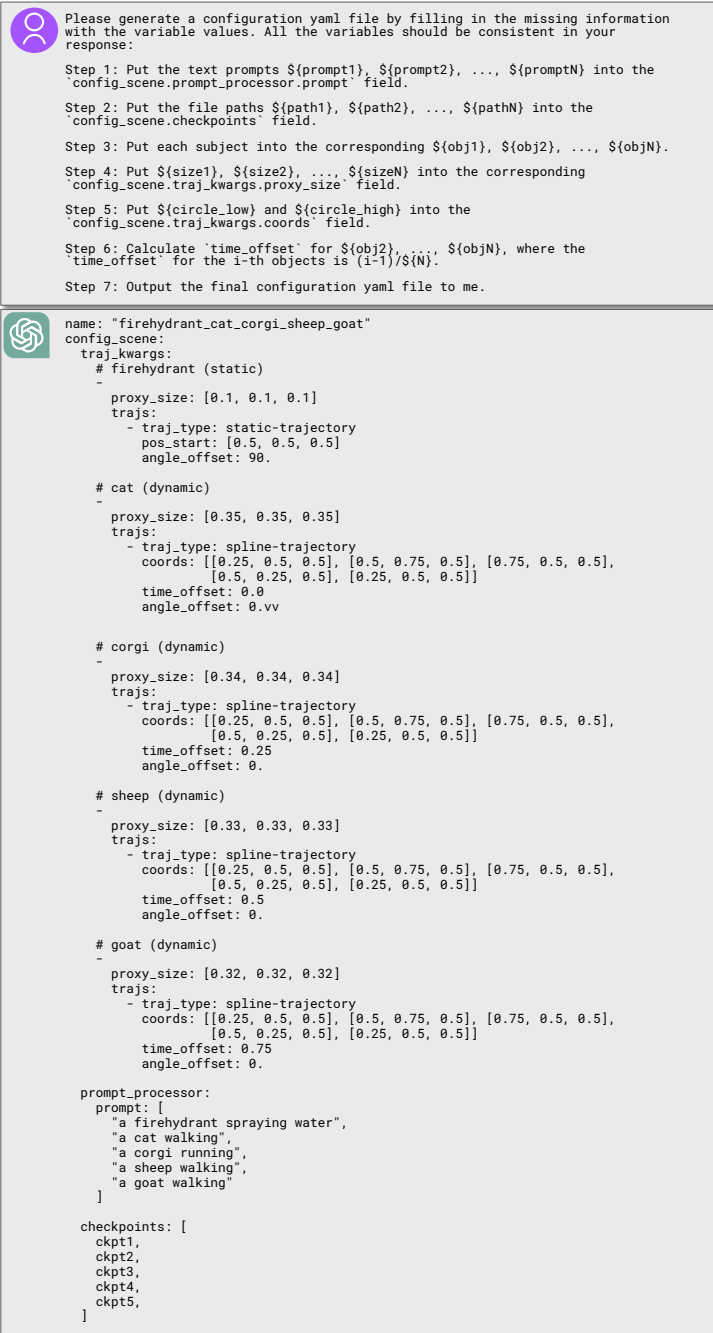 Please generate a configuration yaml file by filling in the missing information
with the variable values. All the variables should be consistent in your
response:
Step 1: Put the text prompts ${prompt1}, ${prompt2}, ..., ${promptN} into the
`config_scene.prompt_processor.prompt` field.
Step 2: Put the file paths ${path1}, ${path2}, ..., ${pathN} into the
`config_scene.checkpoints` field.
Step 3: Put each subject into the corresponding ${obj1}, ${obj2}, ..., ${objN}.
Step 4: Put ${size1}, ${size2}, ..., ${sizeN} into the corresponding
`config_scene.traj_kwargs.proxy_size` field.
Step 5: Put ${circle_low} and ${circle_high} into the
`config_scene.traj_kwargs.coords` field.
Step 6: Calculate `time_offset` for ${obj2}, ..., ${objN}, where the
`time_offset` for the i-th objects is (i-1)/${N}.
Step 7: Output the final configuration yaml file to me.
name: "firehydrant_cat_corgi_sheep_goat"
config_scene:
  traj_kwargs:
    # firehydrant (static)
    -
      proxy_size: [0.1, 0.1, 0.1]
      trajs:
        - traj_type: static-trajectory
          pos_start: [0.5, 0.5, 0.5]
          angle_offset: 90.
    # cat (dynamic)
    -
      proxy_size: [0.35, 0.35, 0.35]
      trajs:
        - traj_type: spline-trajectory
          coords: [[0.25, 0.5, 0.5], [0.5, 0.75, 0.5], [0.75, 0.5, 0.5],
                   [0.5, 0.25, 0.5], [0.25, 0.5, 0.5]]
          time_offset: 0.0
          angle_offset: 0.vv
    # corgi (dynamic)
    -
      proxy_size: [0.34, 0.34, 0.34]
      trajs:
        - traj_type: spline-trajectory
          coords: [[0.25, 0.5, 0.5], [0.5, 0.75, 0.5], [0.75, 0.5, 0.5],
                   [0.5, 0.25, 0.5], [0.25, 0.5, 0.5]]
          time_offset: 0.25
          angle_offset: 0.
    # sheep (dynamic)
    -
      proxy_size: [0.33, 0.33, 0.33]
      trajs:
        - traj_type: spline-trajectory
          coords: [[0.25, 0.5, 0.5], [0.5, 0.75, 0.5], [0.75, 0.5, 0.5],
                   [0.5, 0.25, 0.5], [0.25, 0.5, 0.5]]
          time_offset: 0.5
          angle_offset: 0.
    # goat (dynamic)
    -
      proxy_size: [0.32, 0.32, 0.32]
      trajs:
        - traj_type: spline-trajectory
          coords: [[0.25, 0.5, 0.5], [0.5, 0.75, 0.5], [0.75, 0.5, 0.5],
                   [0.5, 0.25, 0.5], [0.25, 0.5, 0.5]]
          time_offset: 0.75
          angle_offset: 0.
  prompt_processor:
    prompt: [
      "a firehydrant spraying water",
      "a cat walking",
      "a corgi running",
      "a sheep walking",
      "a goat walking"
    ]
  checkpoints: [
    ckpt1,
    ckpt2,
    ckpt3,
    ckpt4,
    ckpt5,
  ]